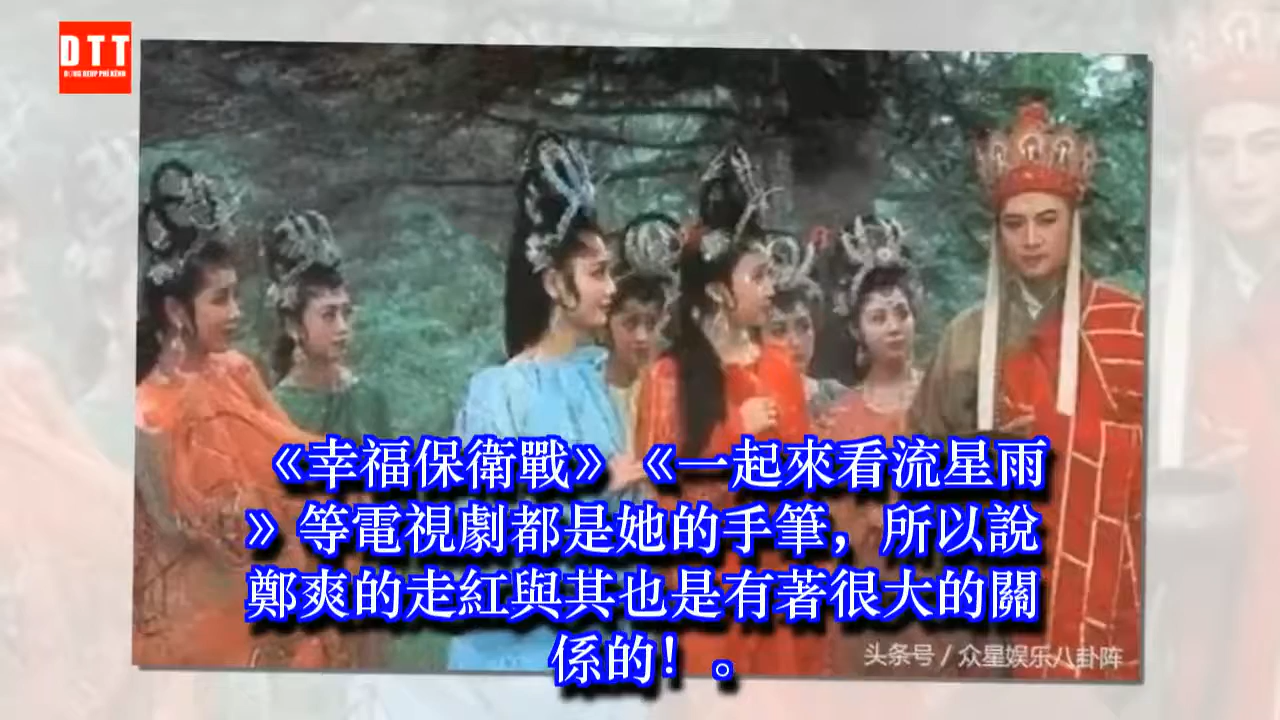 DTT
《幸福保衛戰》《一起來看流星雨
》等電視劇都是她的手筆，所以說
鄭爽的走紅與其也是有著很大的關
係的！。
头条号 / 众星娱乐八卦阵